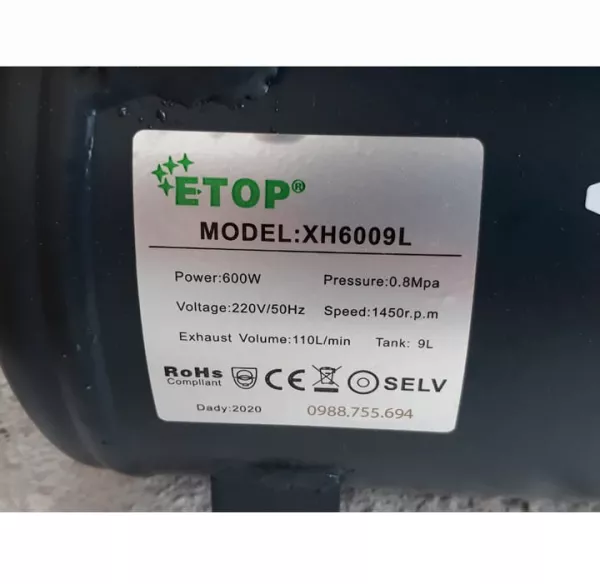 ETOP®
MODEL:XH6009L
Power:600W Pressure:0.8Mpa
Voltage:220V/50Hz Speed:1450r.p.m
Exhaust Volume:110L/min Tank: 9L
RoHs
Compliant
CE SELV
Dady:2020 0988.755.694